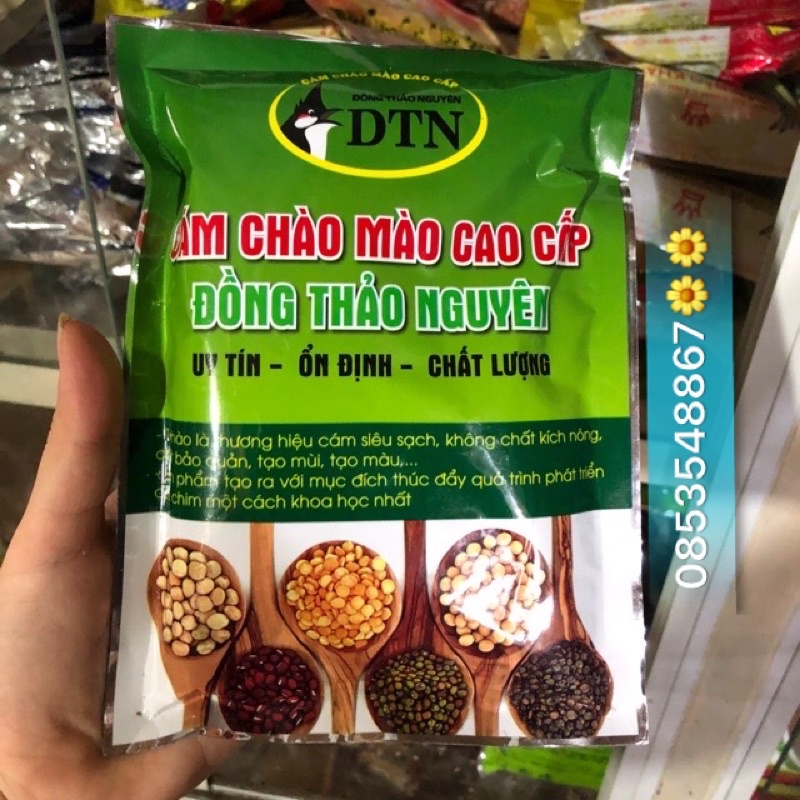 CÁM CHÀO MÀO CAO CẤP
ĐỒNG THẢO NGUYÊN
DTN
CÁM CHÀO MÀO CAO CẤP
ĐỒNG THẢO NGUYÊN
UY TÍN - ỔN ĐỊNH - CHẤT LƯỢNG
là thương hiệu cám siêu sạch, không chất kích nóng,
bảo quản, tạo mùi, tạo màu,...
phẩm tạo ra với mục đích thúc đẩy quá trình phát triển
chim một cách khoa học nhất
0853548867